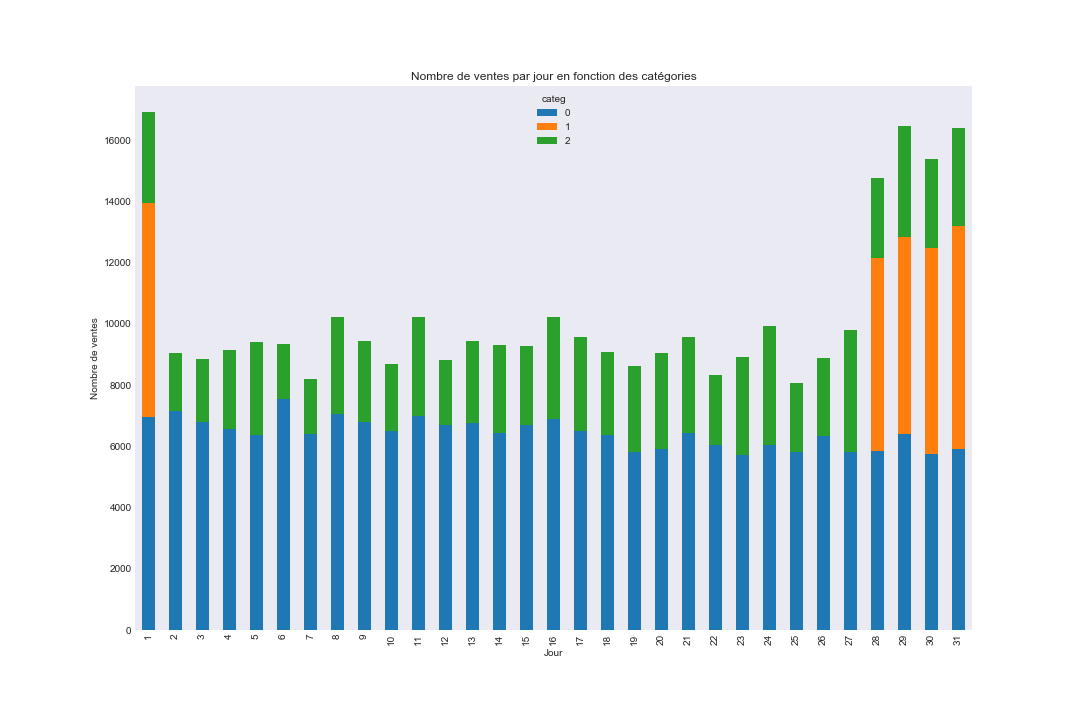 Nombre de ventes par jour en fonction des catégories
categ
0
1
2
16000
14000
12000
10000
8000
6000
4000
2000
0
Nombre de ventes
1 2 3 4 5 6 7 8 9 10 11 12 13 14 15 16 17 18 19 20 21 22 23 24 25 26 27 28 29 30 31
Jour